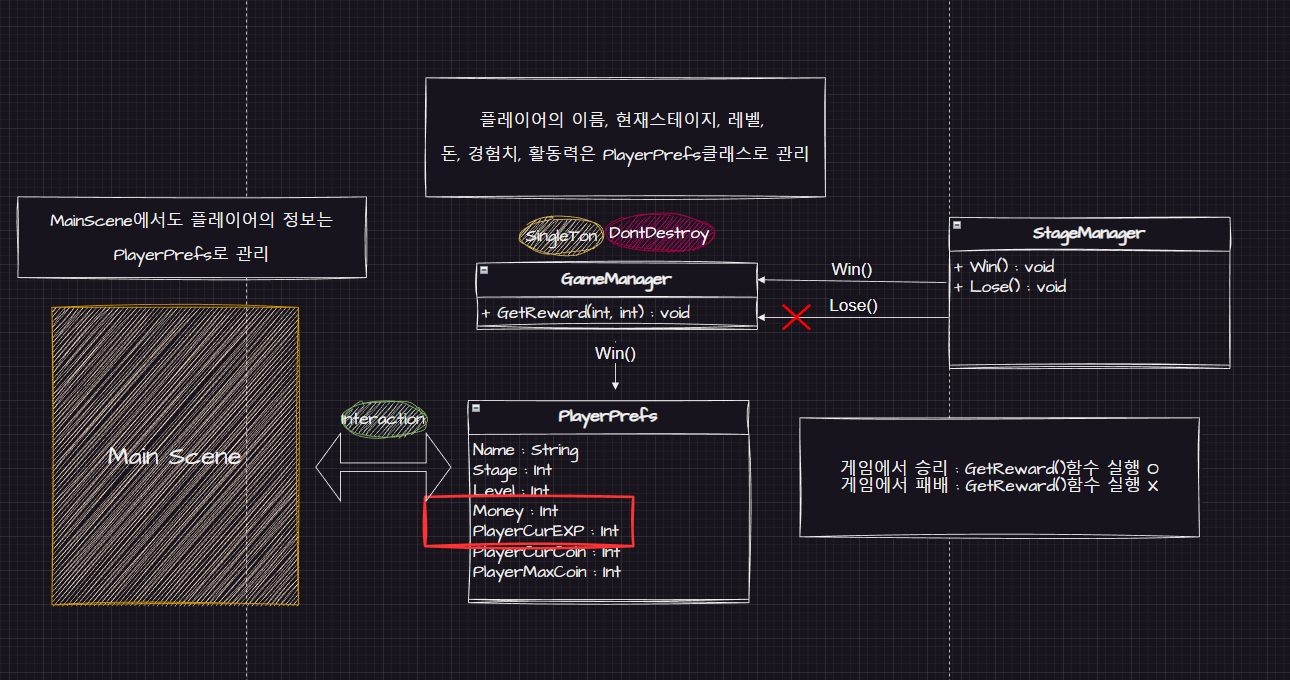 플레이어의 이름, 현재스테이지, 레벨,
돈, 경험치, 활동력은 PlayerPrefs클래스로 관리
MainScene에서도 플레이어의 정보는
PlayerPrefs로 관리
SingleTon
DontDestroy
GameManager
+ GetReward(int, int) : void
StageManager
+ Win() : void
+ Lose() : void
Win()
Lose()
Win()
Interaction
Main Scene
PlayerPrefs
Name : String
Stage : Int
Level : Int
Money : Int
PlayerCurEXP : Int
PlayerCurCoin : Int
PlayerMaxCoin : Int
게임에서 승리 : GetReward()함수 실행 O
게임에서 패배 : GetReward()함수 실행 X